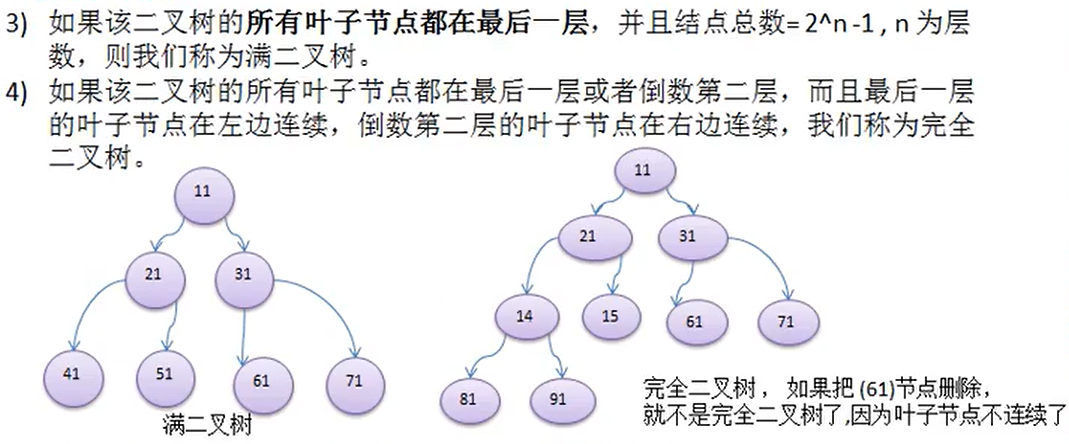 3) 如果该二叉树的所有叶子节点都在最后一层，并且结点总数= 2^n -1 , n 为层
数，则我们称为满二叉树。
4) 如果该二叉树的所有叶子节点都在最后一层或者倒数第二层，而且最后一层
的叶子节点在左边连续，倒数第二层的叶子节点在右边连续，我们称为完全
二叉树。
11
21
31
41
51
61
71
满二叉树
11
21
31
14
15
61
71
81
91
完全二叉树， 如果把 (61)节点删除，
就不是完全二叉树了,因为叶子节点不连续了